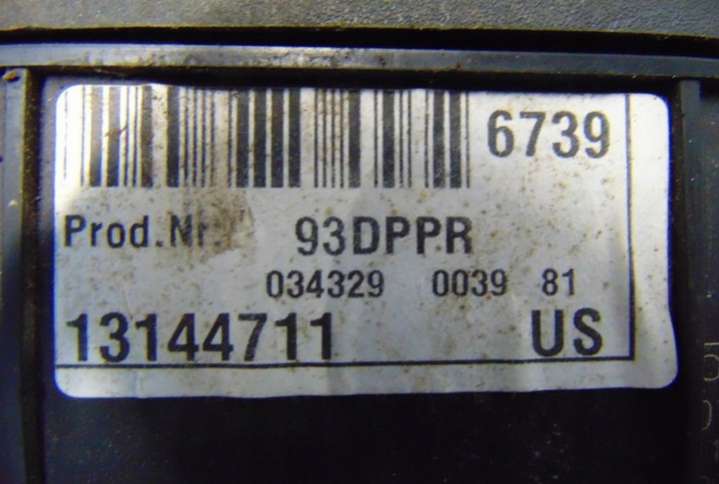 6739
Prod.Nr. 93DPPR
034329 0039 81
13144711 US